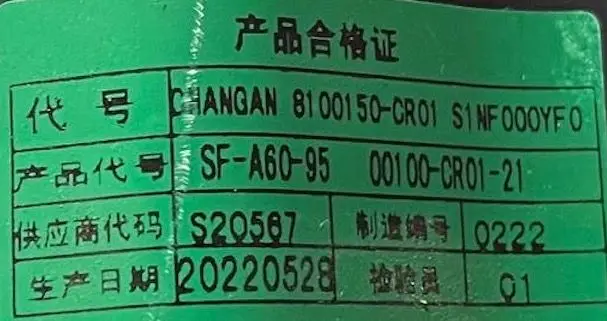 产品合格证
代号 CHANGAN 8100150-CR01 S1NF000YF0
产品代号 SF-A60-95 00100-CR01-21
供应商代码 S20567 制造编号 0222
生产日期 20220528 检验员 01